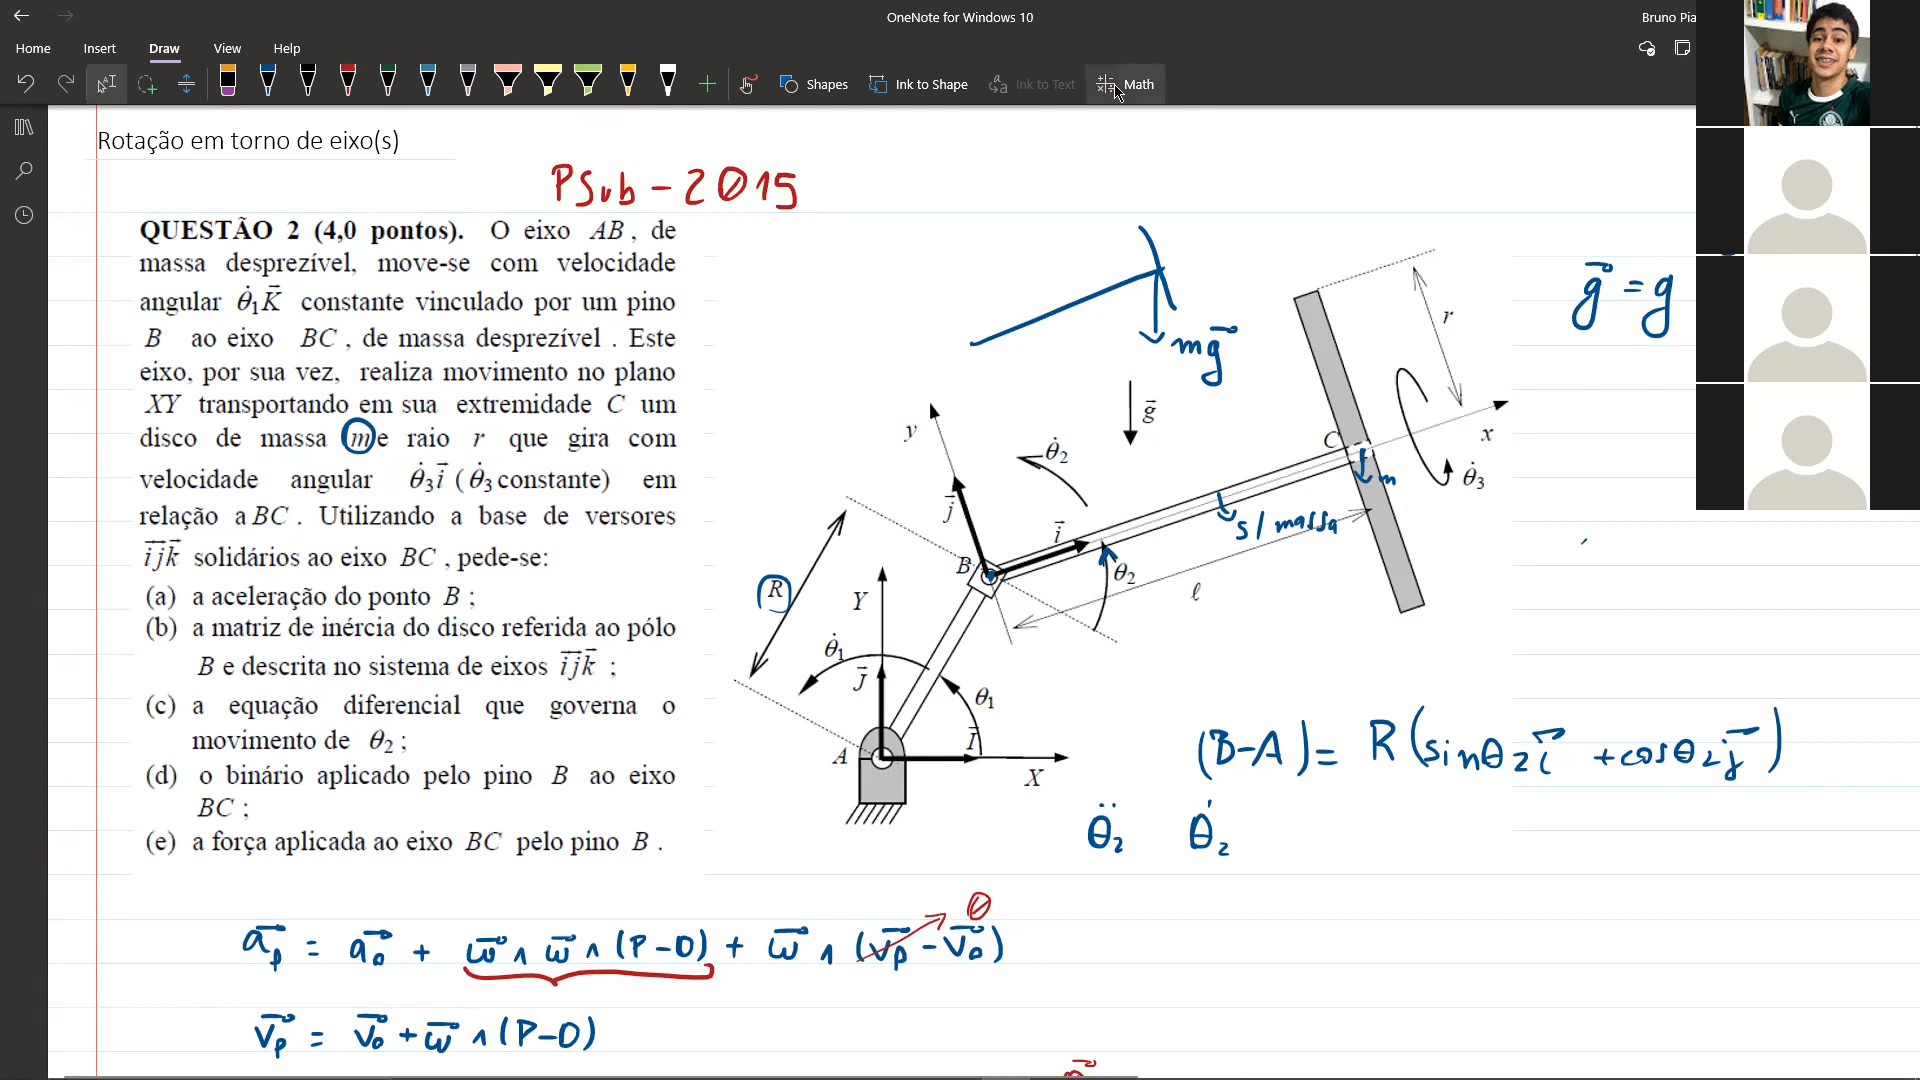 OneNote for Windows 10
Bruno Pia
Home Insert Draw View Help
Shapes Ink to Shape Ink to Text Math
Rotação em torno de eixo(s)
PSub - 2015
QUESTÃO 2 (4,0 pontos). O eixo AB, de
massa desprezível, move-se com velocidade
angular θ̇₁K⃗ constante vinculado por um pino
B ao eixo BC, de massa desprezível . Este
eixo, por sua vez, realiza movimento no plano
XY transportando em sua extremidade C um
disco de massa m e raio r que gira com
velocidade angular θ̇₃i⃗ (θ̇₃ constante) em
relação a BC. Utilizando a base de versores
i⃗j⃗k⃗ solidários ao eixo BC, pede-se:
(a) a aceleração do ponto B;
(b) a matriz de inércia do disco referida ao pólo
B e descrita no sistema de eixos i⃗j⃗k⃗ ;
(c) a equação diferencial que governa o
movimento de θ₂;
(d) o binário aplicado pelo pino B ao eixo
BC;
(e) a força aplicada ao eixo BC pelo pino B.
mg⃗
g⃗ = g
r
g⃗
y
θ̇₂
C
x
m
θ̇₃
j⃗
s/ massa
i⃗
B
θ₂
R
Y
ℓ
θ̇₁
J⃗
θ₁
I⃗
A
X
(B-A) = R(sinθ₂i⃗ + cosθ₂j⃗)
θ̈₂ θ̇₂
0
a⃗ₚ = a⃗ₒ + ω⃗ ∧ ω⃗ ∧ (P-O) + ω⃗ ∧ (v⃗ₚ - v⃗ₒ)
v⃗ₚ = v⃗ₒ + ω⃗ ∧ (P-O)